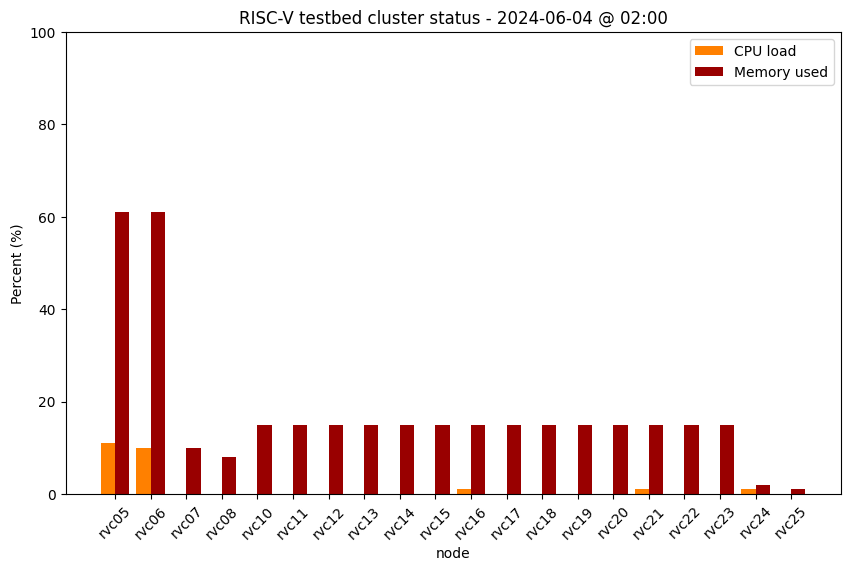 RISC-V testbed cluster status - 2024-06-04 @ 02:00
CPU load
Memory used
Percent (%)
100
80
60
40
20
0
rvc05 rvc06 rvc07 rvc08 rvc10 rvc11 rvc12 rvc13 rvc14 rvc15 rvc16 rvc17 rvc18 rvc19 rvc20 rvc21 rvc22 rvc23 rvc24 rvc25
node